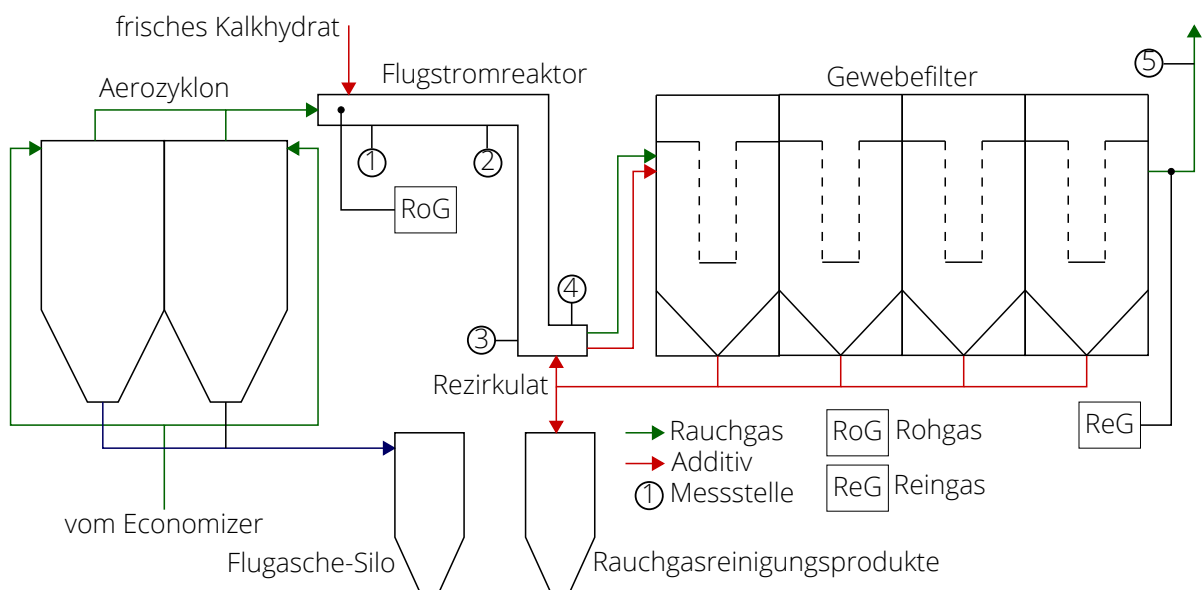 frisches Kalkhydrat
Flugstromreaktor
Gewebefilter
Aerozyklon
5
1
2
RoG
4
3
Rezirkulat
Rauchgas
Additiv
1 Messstelle
RoG Rohgas
ReG Reingas
ReG
vom Economizer
Flugasche-Silo
Rauchgasreinigungsprodukte